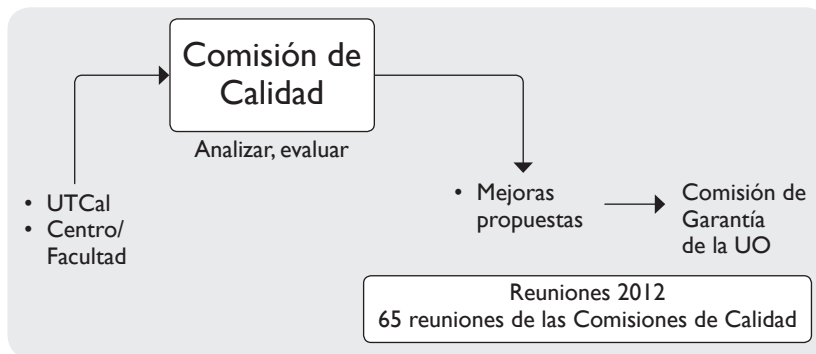 Comisión de
Calidad
Analizar, evaluar
• UTCal
• Centro/
Facultad
• Mejoras
propuestas
Comisión de
Garantía
de la UO
Reuniones 2012
65 reuniones de las Comisiones de Calidad